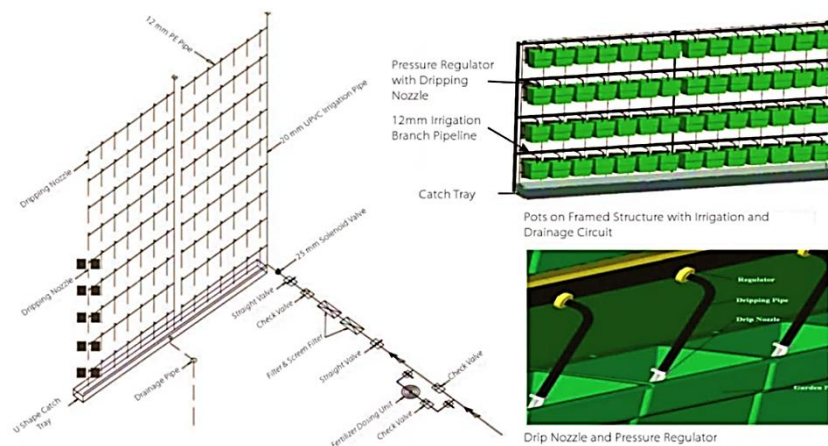 12 mm PE Pipe
20 mm UPVC Irrigation Pipe
Dripping Nozzle
Dripping Nozzle
25 mm Solenoid Valve
Straight Valve
Check Valve
Filter & Screen Filter
Straight Valve
Check Valve
Fertilizer Dosing Unit
Check Valve
Drainage Pipe
U Shape Catch
Tray
Pressure Regulator
with Dripping
Nozzle
12mm Irrigation
Branch Pipeline
Catch Tray
Pots on Framed Structure with Irrigation and
Drainage Circuit
Regulator
Dripping Pipe
Drip Nozzle
Garden P
Drip Nozzle and Pressure Regulator